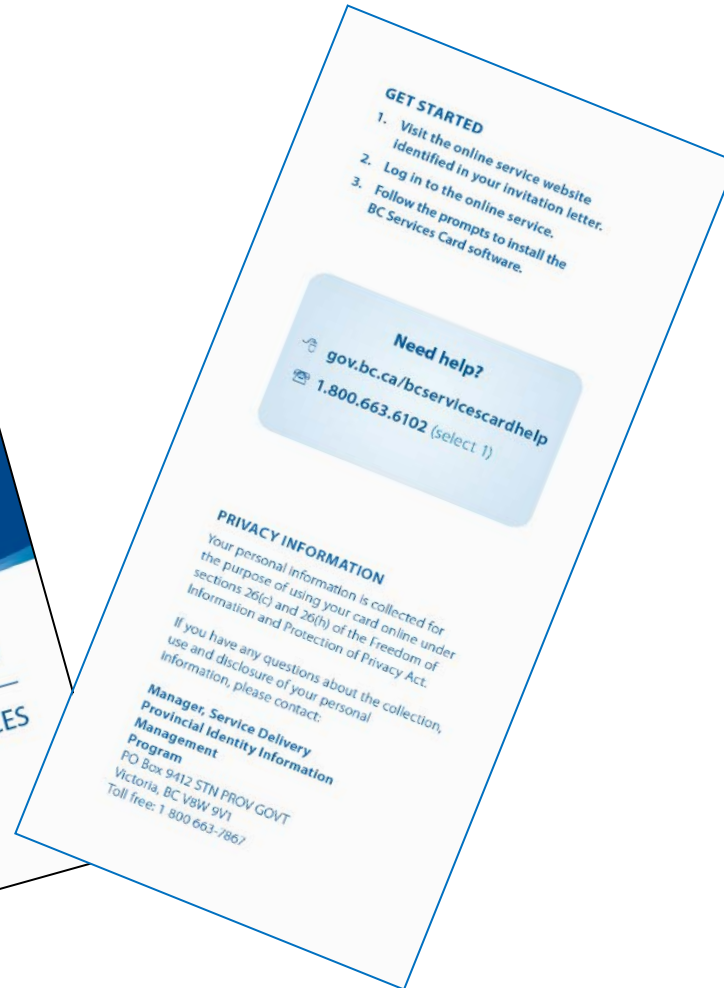 GET STARTED
1. Visit the online service website
identified in your invitation letter.
2. Log in to the online service.
3. Follow the prompts to install the
BC Services Card software.
Need help?
gov.bc.ca/bcservicescardhelp
1.800.663.6102 (select 1)
PRIVACY INFORMATION
Your personal information is collected for
the purpose of using your card online under
sections 26(c) and 26(h) of the Freedom of
Information and Protection of Privacy Act.
If you have any questions about the collection,
use and disclosure of your personal
information, please contact:
Manager, Service Delivery
Provincial Identity Information
Management
Program
PO Box 9412 STN PROV GOVT
Victoria, BC V8W 9V1
Toll free: 1 800 663-7867
ES